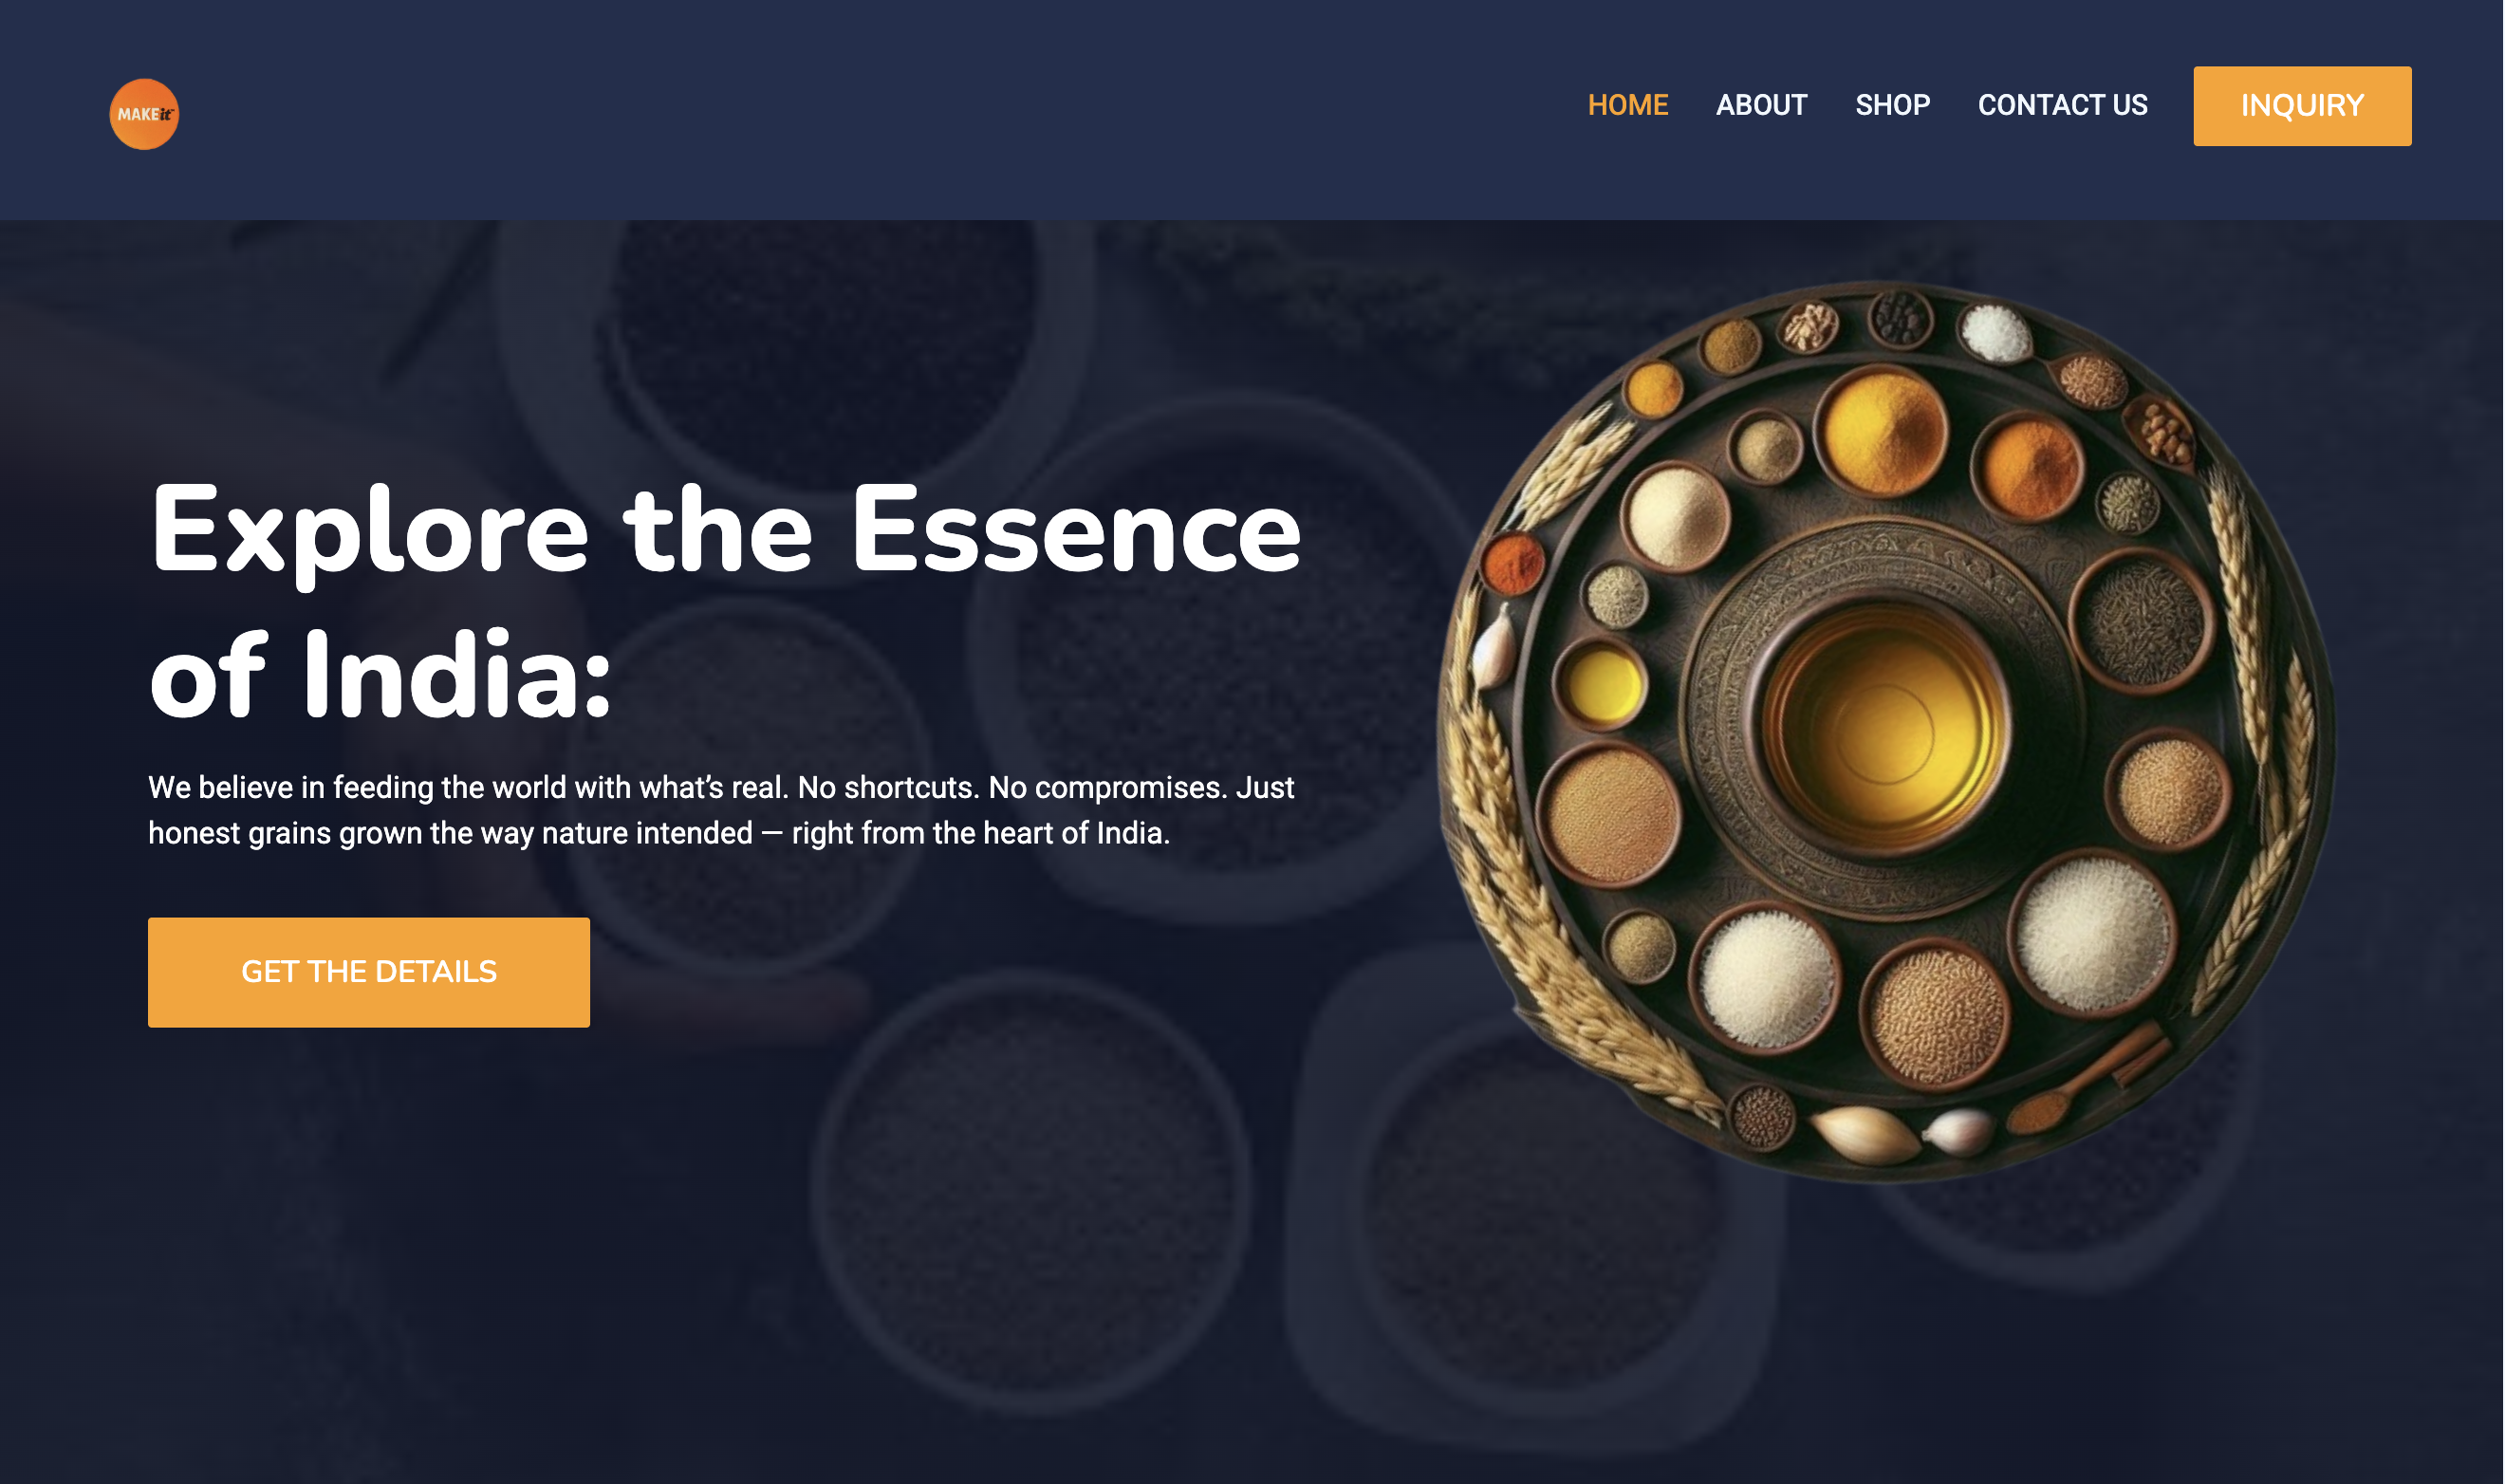 MAKEit
HOME ABOUT SHOP CONTACT US INQUIRY
Explore the Essence
of India:
We believe in feeding the world with what’s real. No shortcuts. No compromises. Just
honest grains grown the way nature intended — right from the heart of India.
GET THE DETAILS